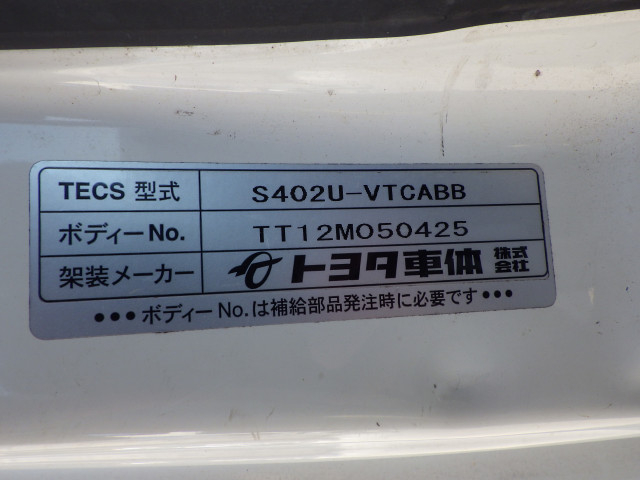 TECS 型式 S402U-VTCABB
ボディーNo. TT12M050425
架装メーカー トヨタ車体 株式会社
●●● ボディーNo.は補給部品発注時に必要です ●●●